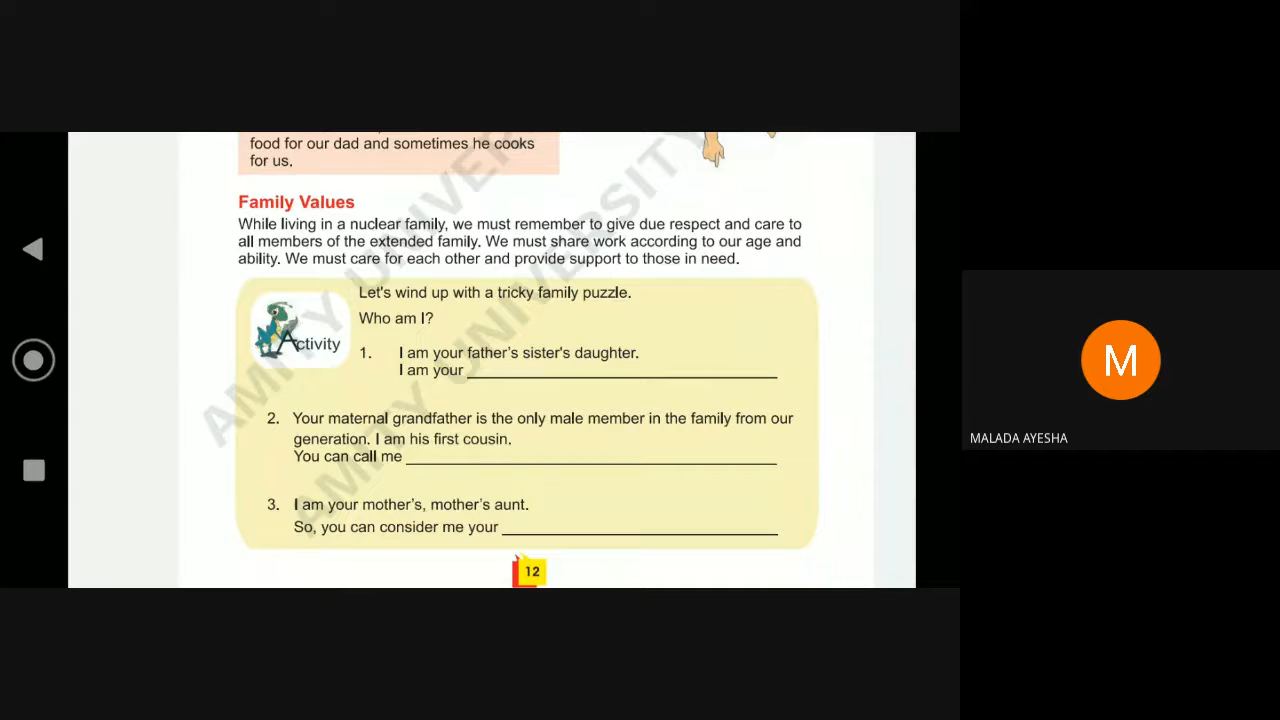 food for our dad and sometimes he cooks
for us.
Family Values
While living in a nuclear family, we must remember to give due respect and care to
all members of the extended family. We must share work according to our age and
ability. We must care for each other and provide support to those in need.
Let's wind up with a tricky family puzzle.
Who am I?
Activity
1. I am your father's sister's daughter.
I am your
2. Your maternal grandfather is the only male member in the family from our
generation. I am his first cousin.
You can call me
3. I am your mother's, mother's aunt.
So, you can consider me your
12
AMITY UNIVER
AMITY UNIVERSITY
M
MALADA AYESHA